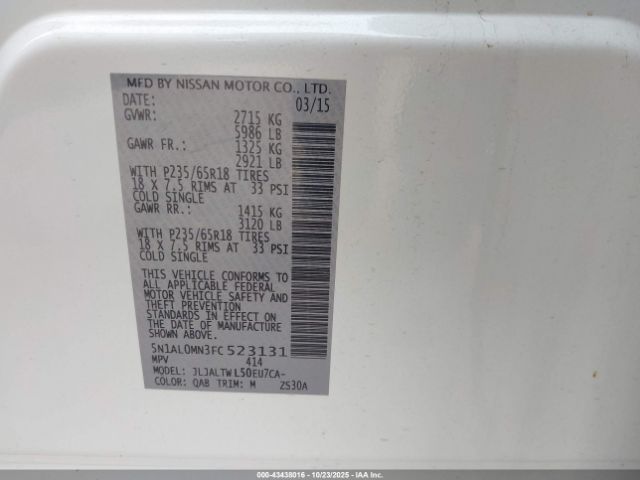 MFD BY NISSAN MOTOR CO., LTD.
DATE: 03/15
GVWR: 2715 KG
5986 LB
GAWR FR.: 1325 KG
2921 LB
WITH P235/65R18 TIRES
18 X 7.5 RIMS AT 33 PSI
COLD SINGLE
GAWR RR.: 1415 KG
3120 LB
WITH P235/65R18 TIRES
18 X 7.5 RIMS AT 33 PSI
COLD SINGLE
THIS VEHICLE CONFORMS TO
ALL APPLICABLE FEDERAL
MOTOR VEHICLE SAFETY AND
THEFT PREVENTION
STANDARDS IN EFFECT ON
THE DATE OF MANUFACTURE
SHOWN ABOVE.
5N1AL0MN3FC523131
MPV 414
MODEL: JLJALTWL50EU7CA-
COLOR: QAB TRIM: M ZS30A
000-43438016 - 10/23/2025 - IAA Inc.